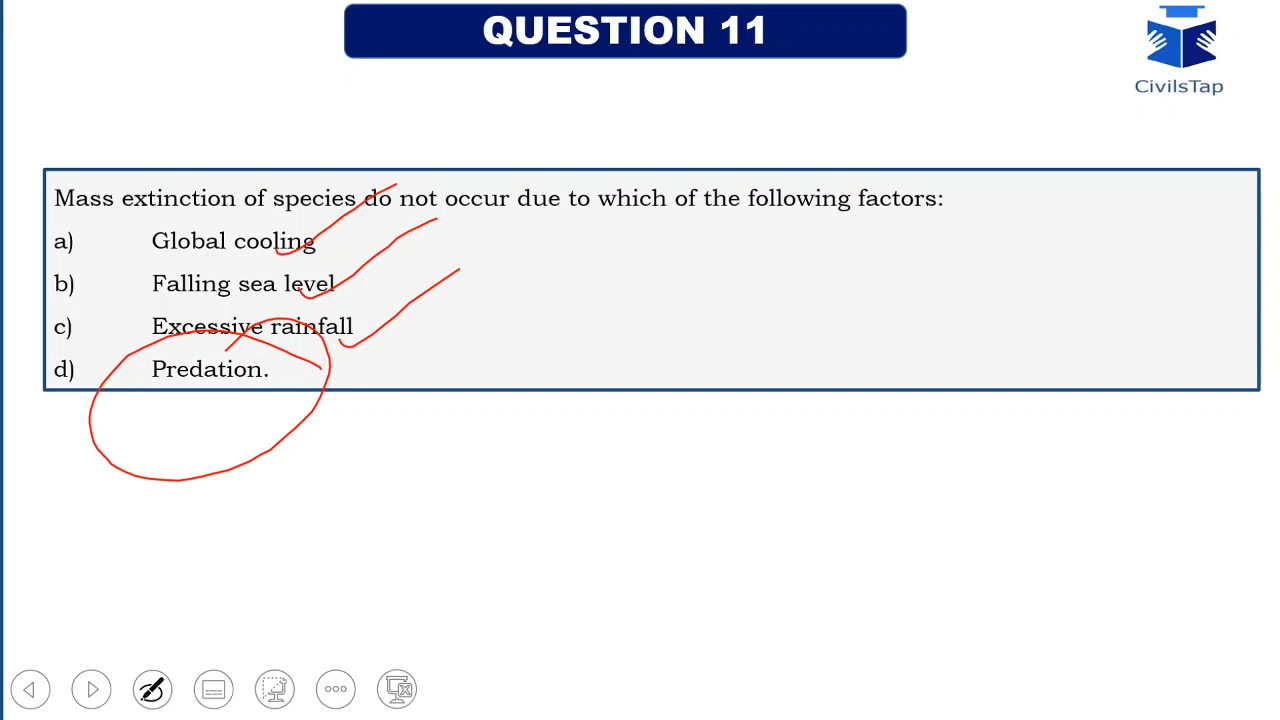 QUESTION 11
CivilsTap
Mass extinction of species do not occur due to which of the following factors:
a) Global cooling
b) Falling sea level
c) Excessive rainfall
d) Predation.